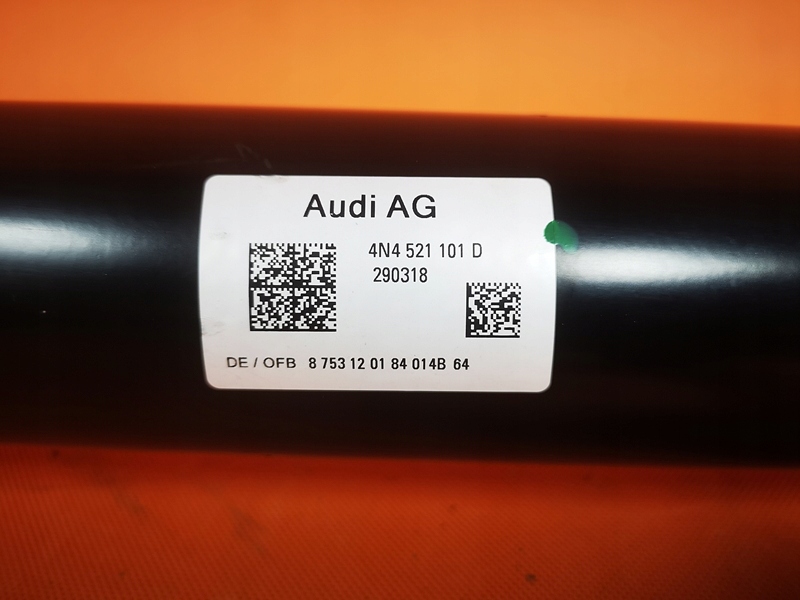 Audi AG
4N4 521 101 D
290318
DE / OFB 8 753 12 01 84 014B 64